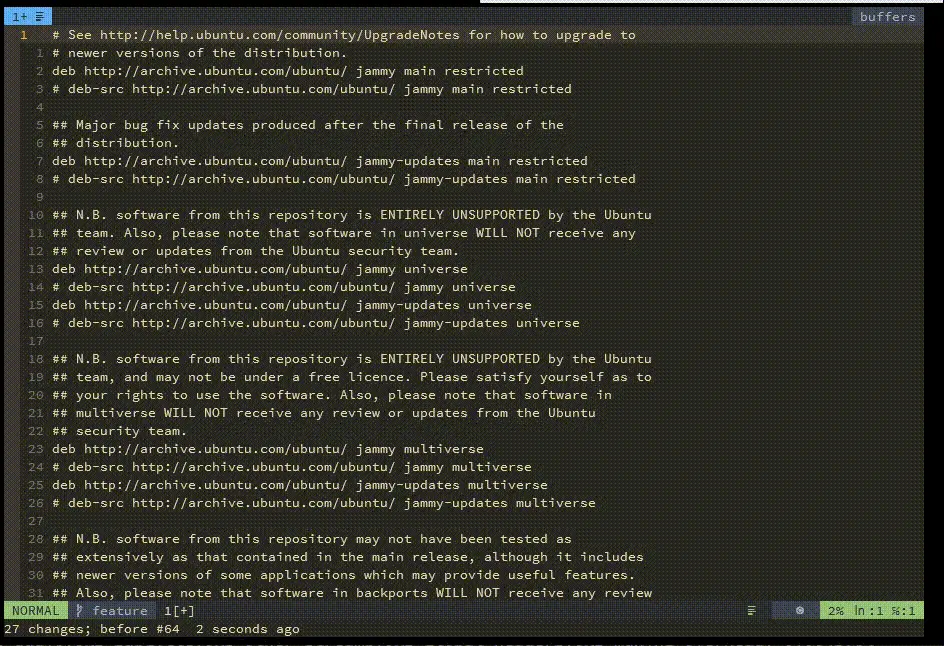 1+ buffers
1 # See http://help.ubuntu.com/community/UpgradeNotes for how to upgrade to
1 # newer versions of the distribution.
2 deb http://archive.ubuntu.com/ubuntu/ jammy main restricted
3 # deb-src http://archive.ubuntu.com/ubuntu/ jammy main restricted
4
5 ## Major bug fix updates produced after the final release of the
6 ## distribution.
7 deb http://archive.ubuntu.com/ubuntu/ jammy-updates main restricted
8 # deb-src http://archive.ubuntu.com/ubuntu/ jammy-updates main restricted
9
10 ## N.B. software from this repository is ENTIRELY UNSUPPORTED by the Ubuntu
11 ## team. Also, please note that software in universe WILL NOT receive any
12 ## review or updates from the Ubuntu security team.
13 deb http://archive.ubuntu.com/ubuntu/ jammy universe
14 # deb-src http://archive.ubuntu.com/ubuntu/ jammy universe
15 deb http://archive.ubuntu.com/ubuntu/ jammy-updates universe
16 # deb-src http://archive.ubuntu.com/ubuntu/ jammy-updates universe
17
18 ## N.B. software from this repository is ENTIRELY UNSUPPORTED by the Ubuntu
19 ## team, and may not be under a free licence. Please satisfy yourself as to
20 ## your rights to use the software. Also, please note that software in
21 ## multiverse WILL NOT receive any review or updates from the Ubuntu
22 ## security team.
23 deb http://archive.ubuntu.com/ubuntu/ jammy multiverse
24 # deb-src http://archive.ubuntu.com/ubuntu/ jammy multiverse
25 deb http://archive.ubuntu.com/ubuntu/ jammy-updates multiverse
26 # deb-src http://archive.ubuntu.com/ubuntu/ jammy-updates multiverse
27
28 ## N.B. software from this repository may not have been tested as
29 ## extensively as that contained in the main release, although it includes
30 ## newer versions of some applications which may provide useful features.
31 ## Also, please note that software in backports WILL NOT receive any review
NORMAL feature 1[+] 2% ln:1 %:1
27 changes; before #64 2 seconds ago